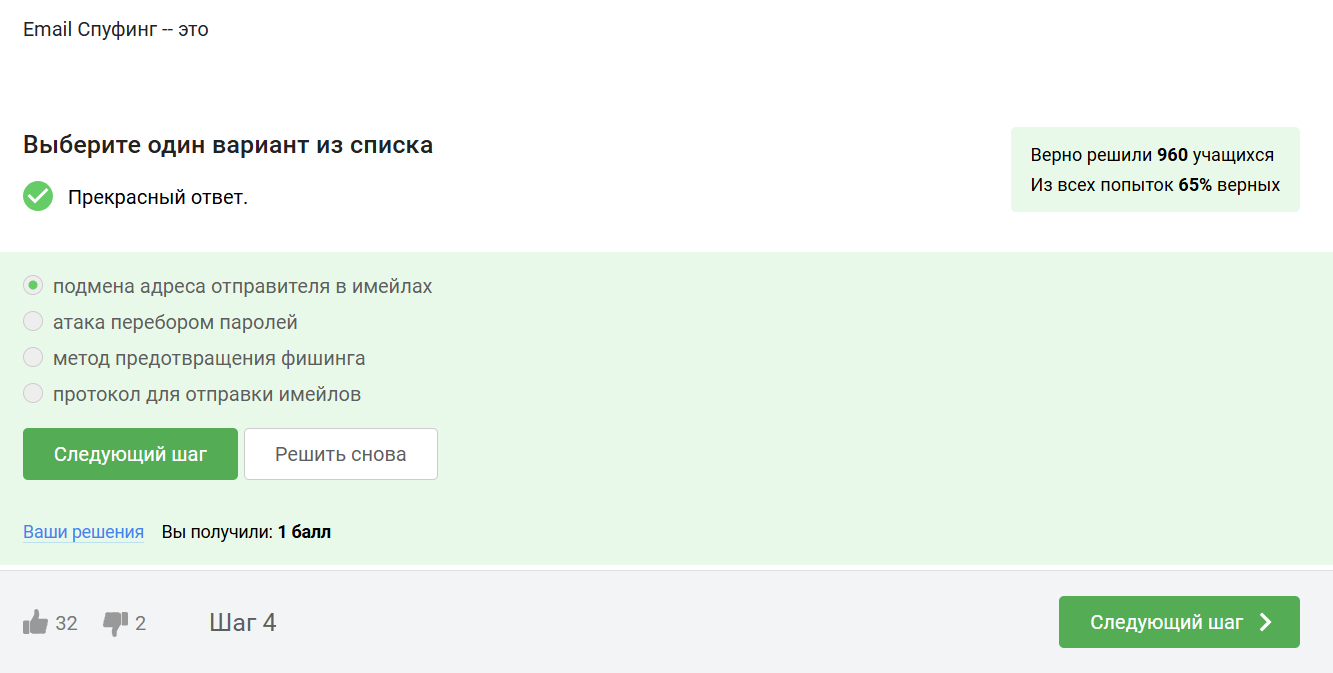 Email Спуфинг -- это
Выберите один вариант из списка
Прекрасный ответ.
Верно решили 960 учащихся
Из всех попыток 65% верных
подмена адреса отправителя в имейлах
атака перебором паролей
метод предотвращения фишинга
протокол для отправки имейлов
Следующий шаг
Решить снова
Ваши решения Вы получили: 1 балл
32 2 Шаг 4
Следующий шаг